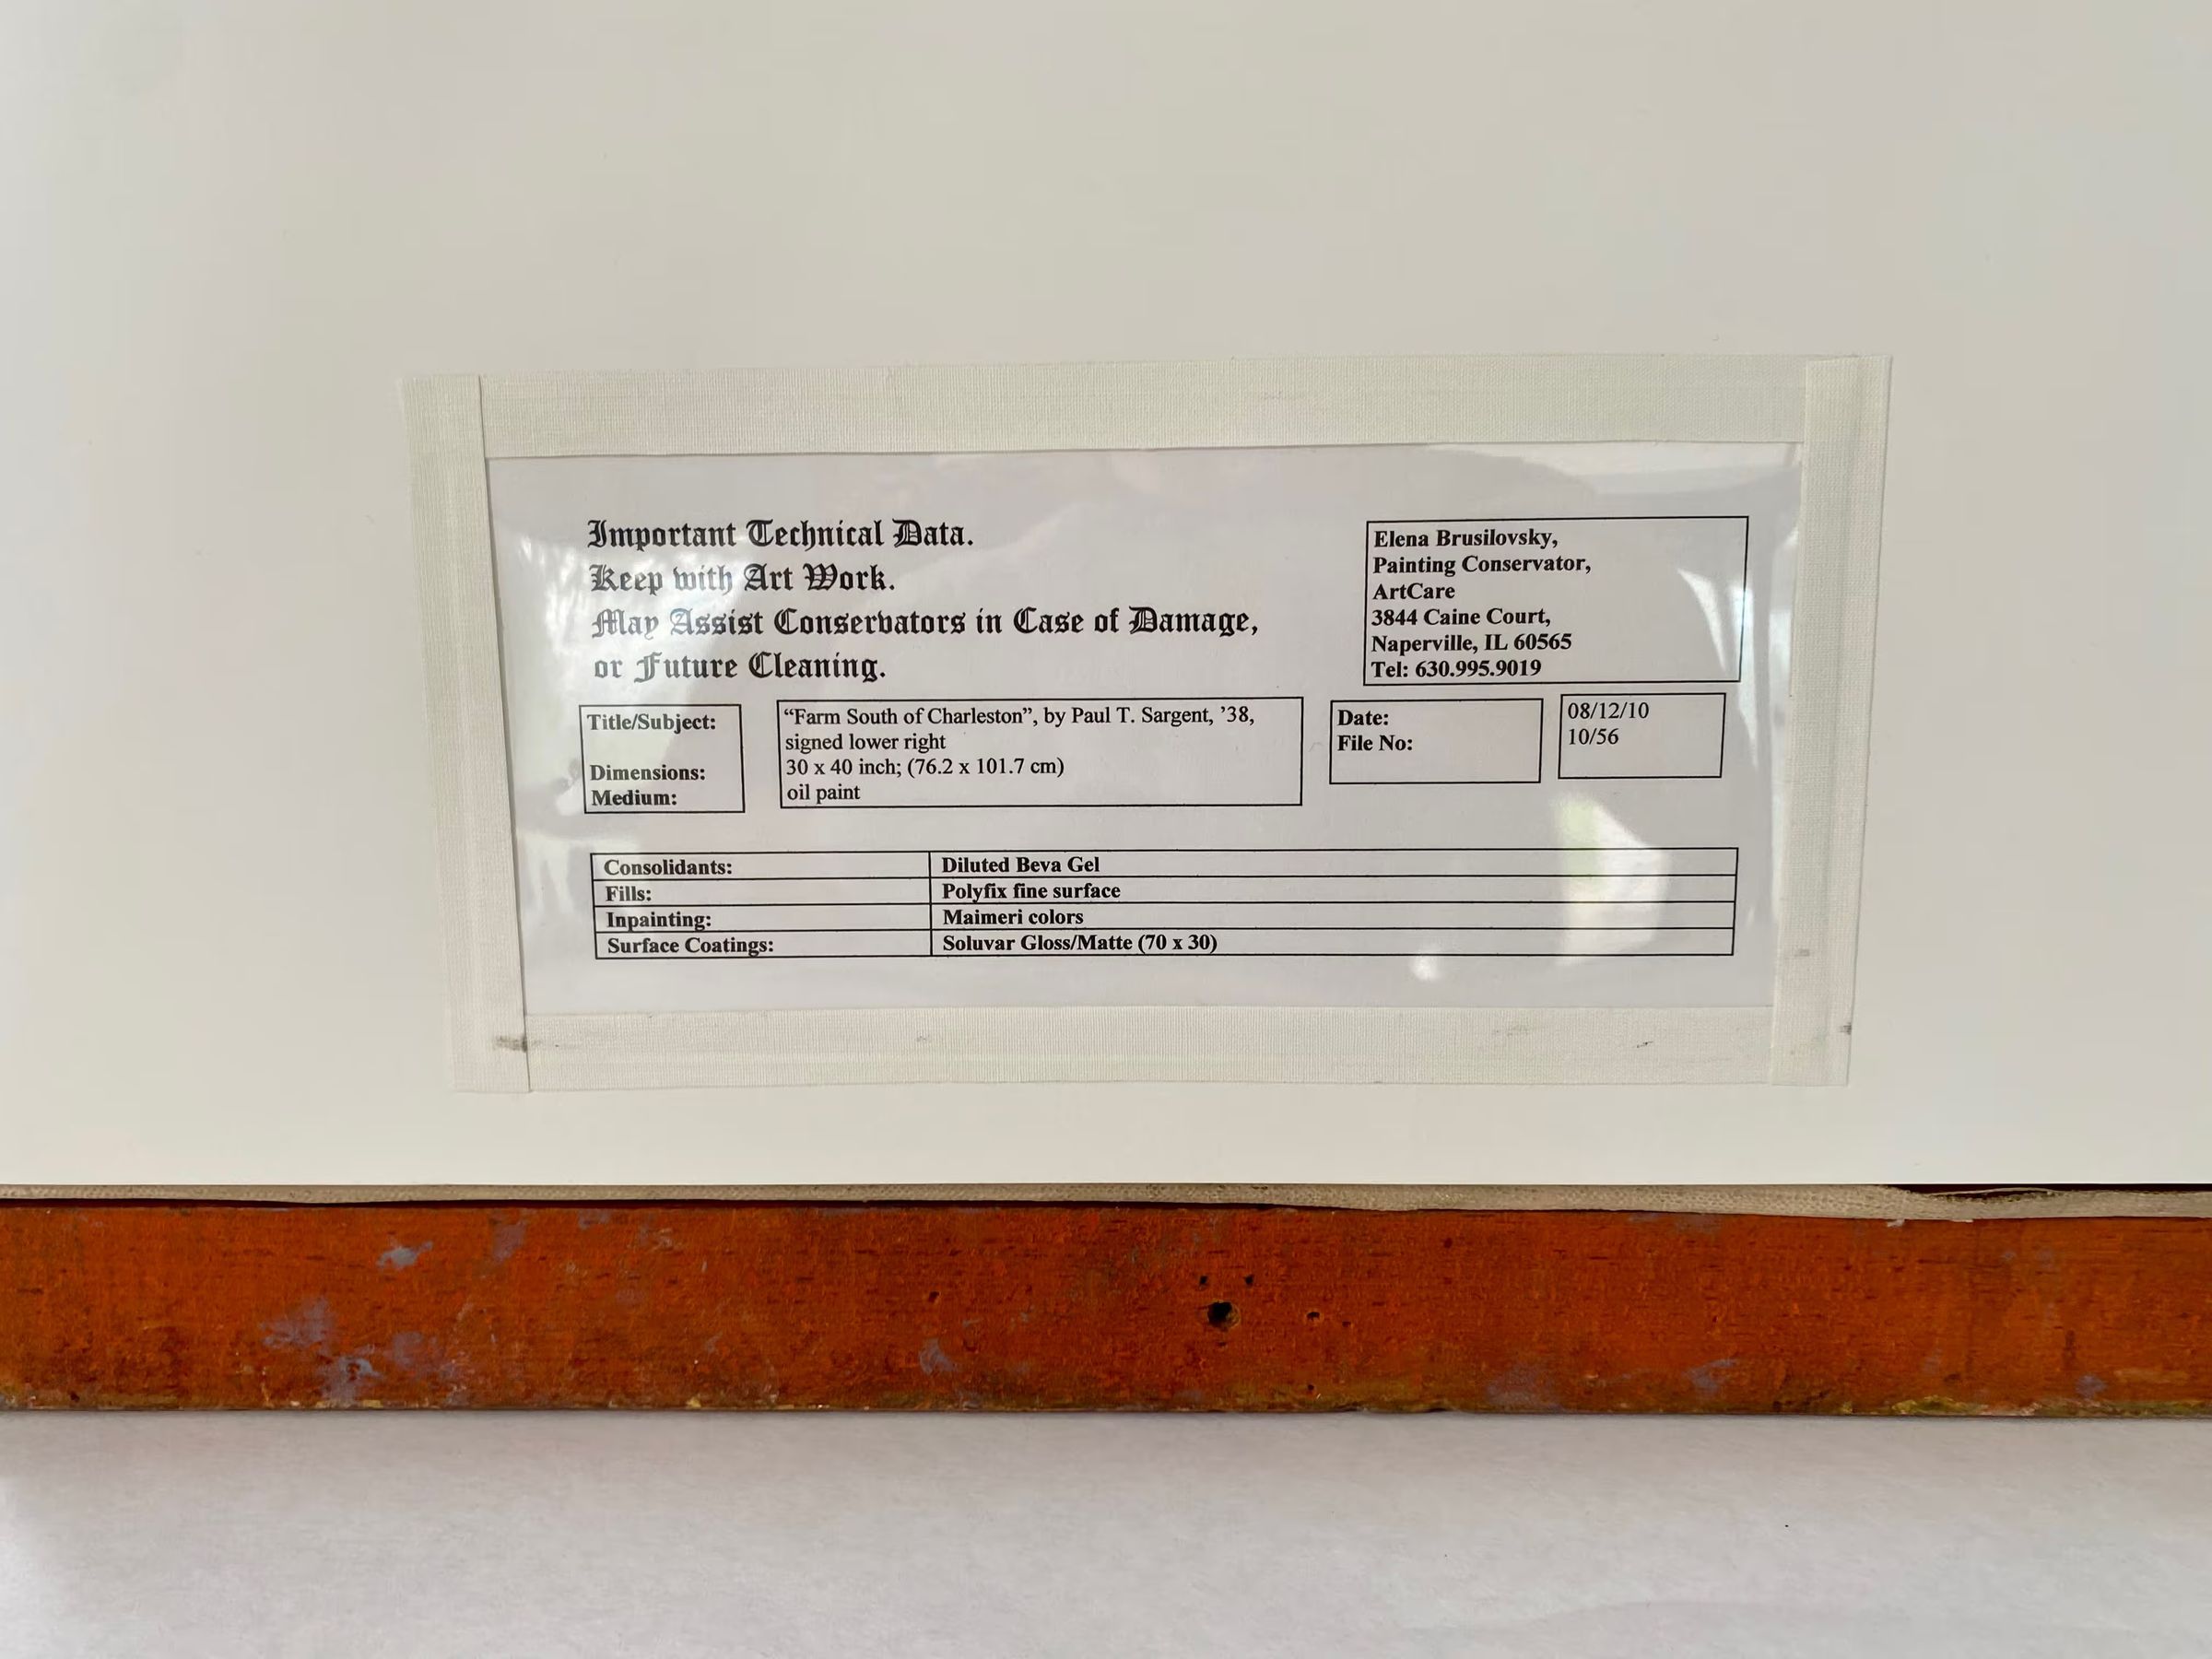 Important Technical Data.
Keep with Art Work.
May Assist Conservators in Case of Damage,
or Future Cleaning.
Elena Brusilovsky,
Painting Conservator,
ArtCare
3844 Caine Court,
Naperville, IL 60565
Tel: 630.995.9019
Title/Subject:
Dimensions:
Medium:
“Farm South of Charleston”, by Paul T. Sargent, ’38,
signed lower right
30 x 40 inch; (76.2 x 101.7 cm)
oil paint
Date:
File No:
08/12/10
10/56
Consolidants: Diluted Beva Gel
Fills: Polyfix fine surface
Inpainting: Maimeri colors
Surface Coatings: Soluvar Gloss/Matte (70 x 30)